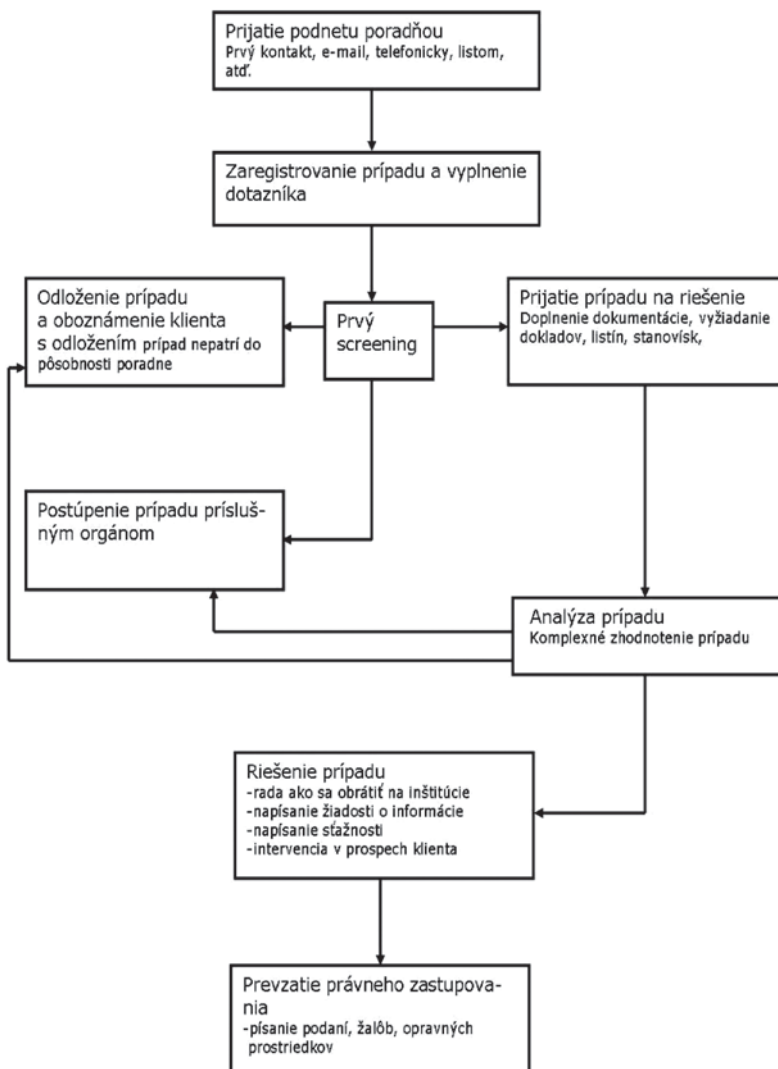 Prijatie podnetu poradňou
Prvý kontakt, e-mail, telefonicky, listom,
atď.
Zaregistrovanie prípadu a vyplnenie
dotazníka
Odloženie prípadu
a oboznámenie klienta
s odložením prípad nepatrí do
pôsobnosti poradne
Prvý
screening
Prijatie prípadu na riešenie
Doplnenie dokumentácie, vyžiadanie
dokladov, listín, stanovísk,
Postúpenie prípadu prísluš-
ným orgánom
Analýza prípadu
Komplexné zhodnotenie prípadu
Riešenie prípadu
-rada ako sa obrátiť na inštitúcie
-napísanie žiadosti o informácie
-napísanie sťažnosti
-intervencia v prospech klienta
Prevzatie právneho zastupova-
nia
-písanie podaní, žalôb, opravných
prostriedkov